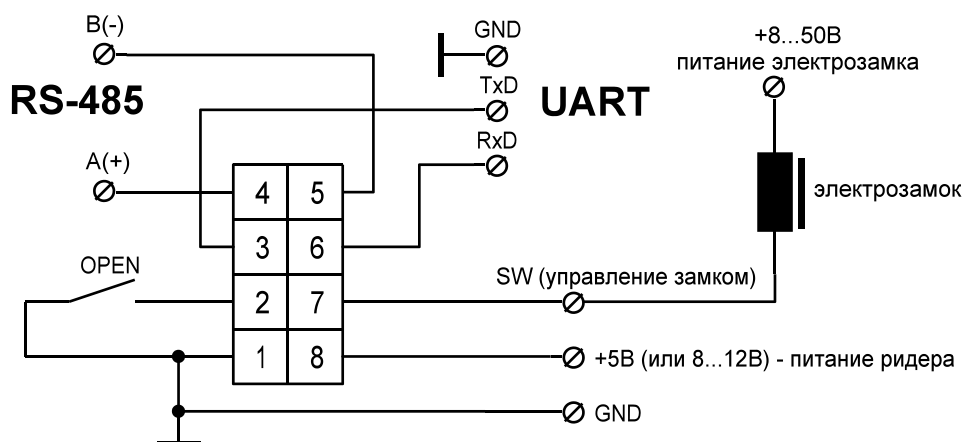 B(-)
GND
+8...50В
питание электрозамка
RS-485
TxD
UART
RxD
A(+)
4 5
электрозамок
3 6
OPEN
SW (управление замком)
2 7
1 8
+5В (или 8...12В) - питание ридера
GND